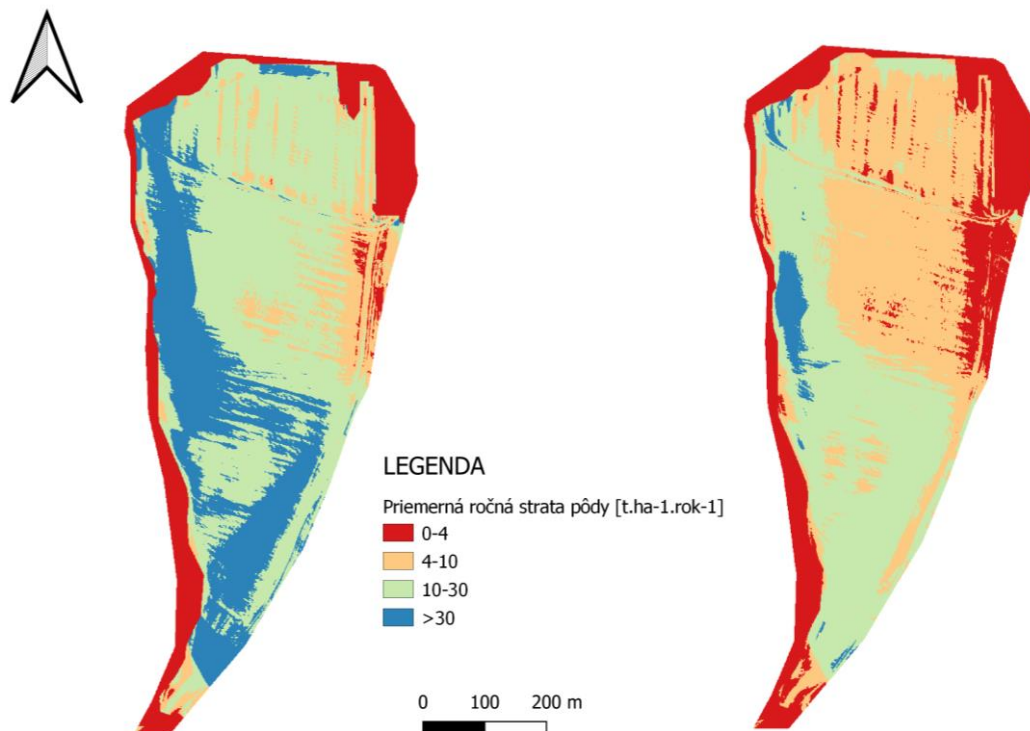 LEGENDA
Priemerná ročná strata pôdy [t.ha-1.rok-1]
0-4
4-10
10-30
>30
0 100 200 m